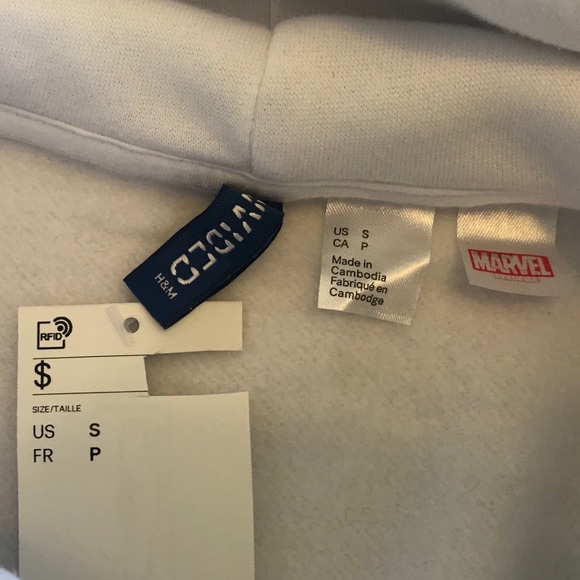 DIVIDED
H&M
US S
CA P
Made in
Cambodia
Fabriqué en
Cambodge
MARVEL
RFID
$
SIZE/TAILLE
US S
FR P